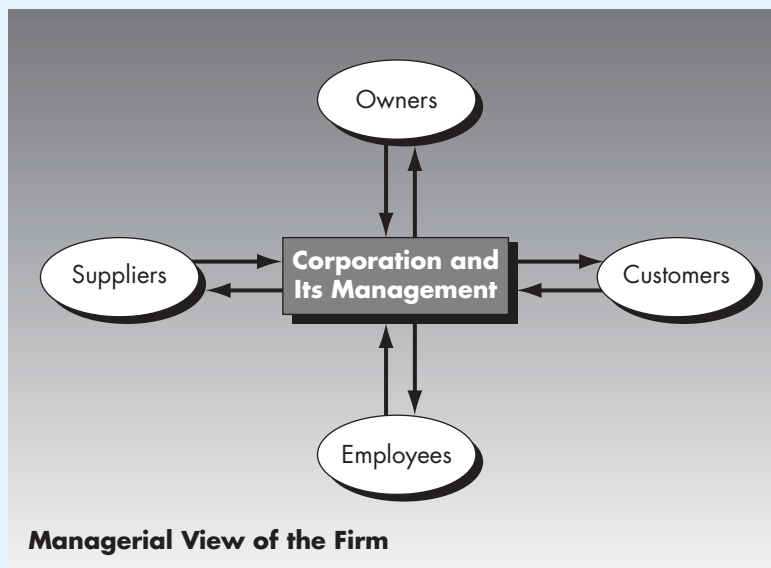 Owners
Suppliers
Corporation and
Its Management
Customers
Employees
Managerial View of the Firm